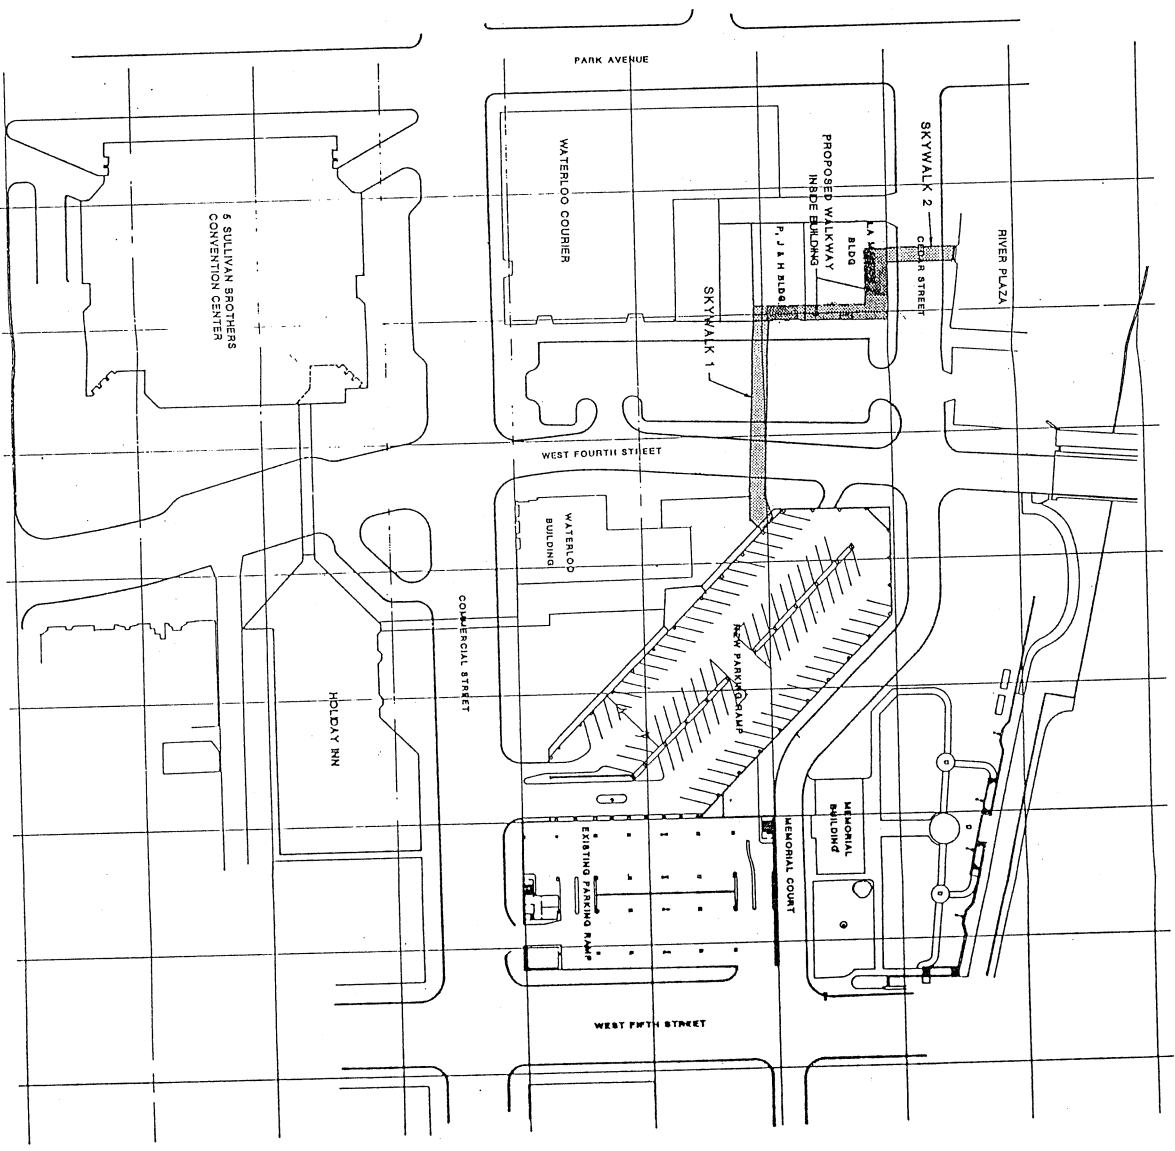 PARK AVENUE
SKYWALK 2
PROPOSED WALKWAY
INSIDE BUILDING
WATERLOO COURIER
5 SULLIVAN BROTHERS
CONVENTION CENTER
LA
BLDG
P, J & H BLDG
CEDAR STREET
RIVER PLAZA
SKYWALK 1
WEST FOURTH STREET
WATERLOO
BUILDING
COMMERCIAL STREET
NEW PARKING RAMP
HOLIDAY INN
MEMORIAL
BUILDING
MEMORIAL COURT
EXISTING PARKING RAMP
WEST FIFTH STREET